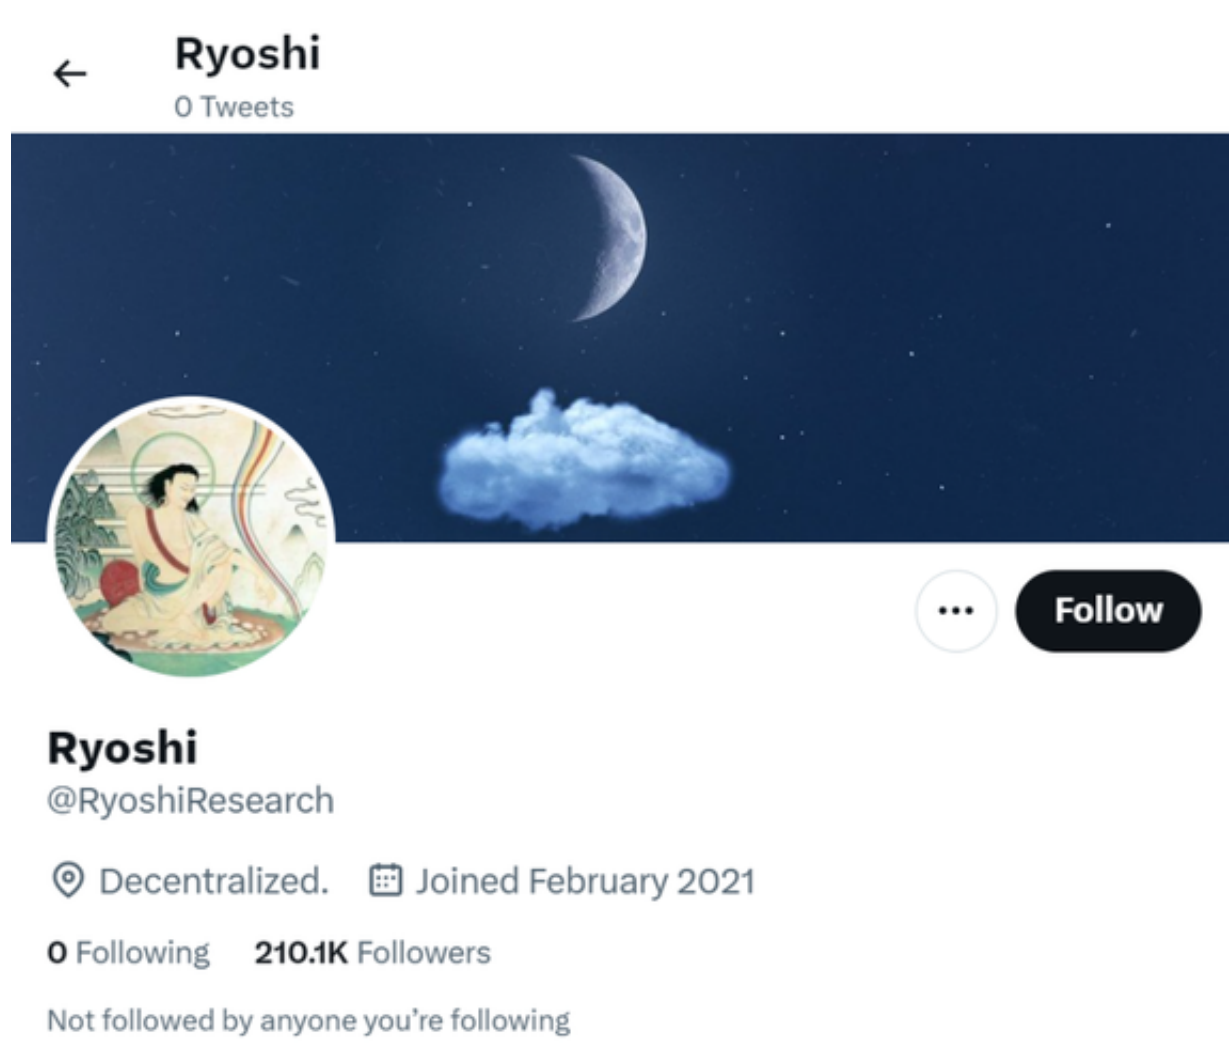 Ryoshi
0 Tweets
Follow
Ryoshi
@RyoshiResearch
Decentralized. Joined February 2021
0 Following 210.1K Followers
Not followed by anyone you’re following